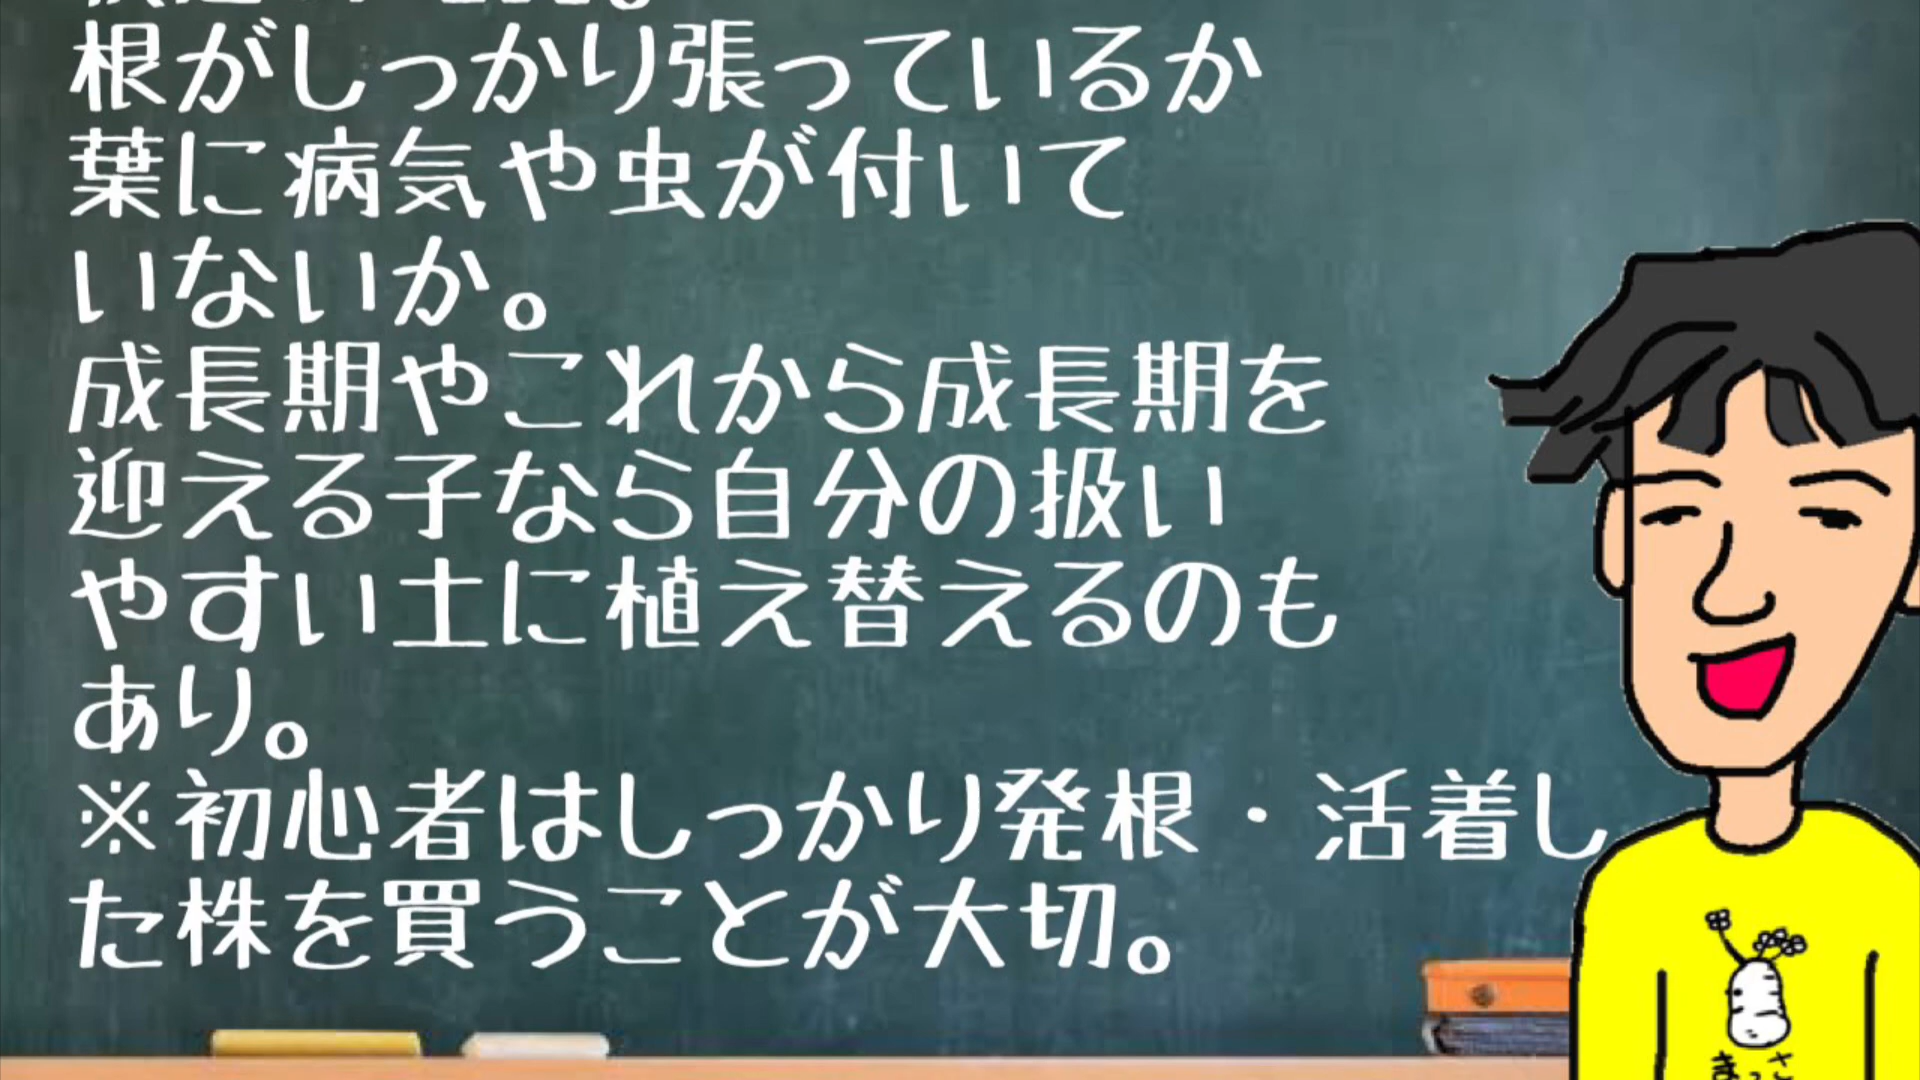 根がしっかり張っているか
葉に病気や虫が付いて
いないか。
成長期やこれから成長期を
迎える子なら自分の扱い
やすい土に植え替えるのも
あり。
※初心者はしっかり発根・活着し
た株を買うことが大切。